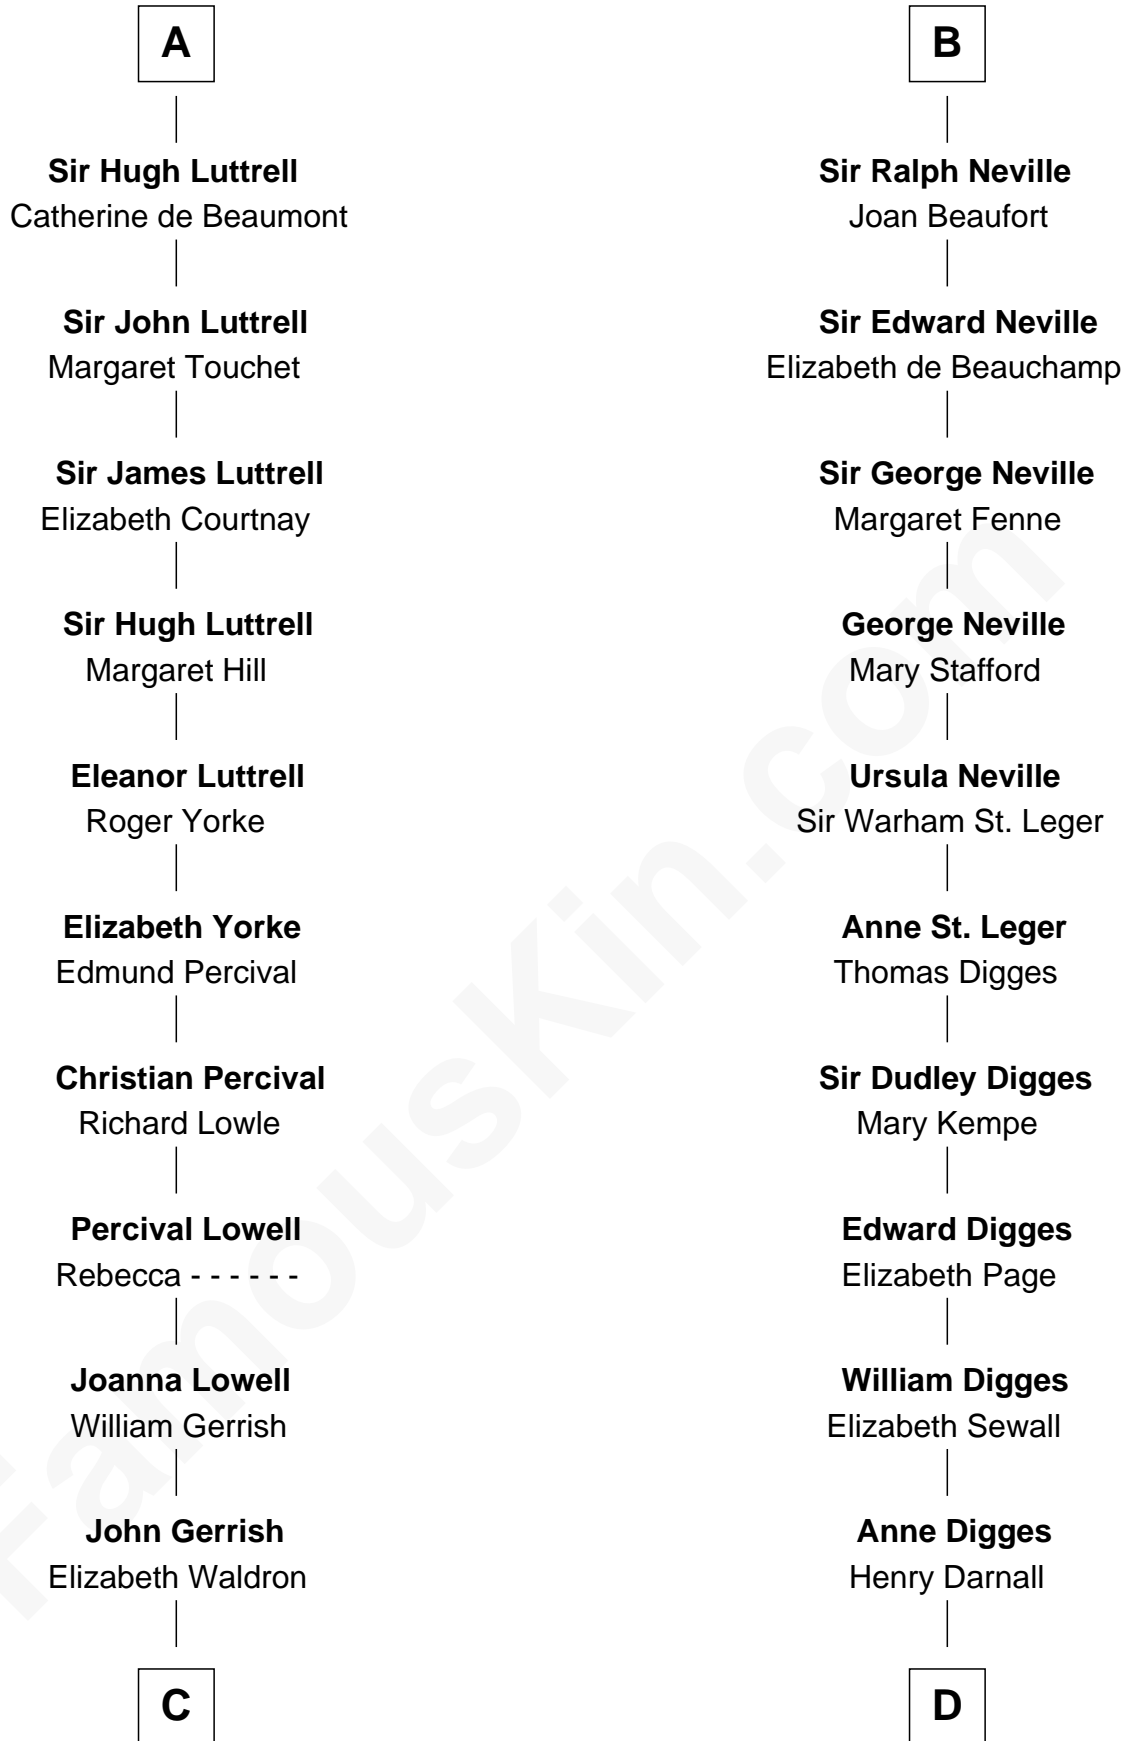 A
Sir Hugh Luttrell
Catherine de Beaumont
Sir John Luttrell
Margaret Touchet
Sir James Luttrell
Elizabeth Courtnay
Sir Hugh Luttrell
Margaret Hill
Eleanor Luttrell
Roger Yorke
Elizabeth Yorke
Edmund Percival
Christian Percival
Richard Lowle
Percival Lowell
Rebecca - - - - - -
Joanna Lowell
William Gerrish
John Gerrish
Elizabeth Waldron
C
B
Sir Ralph Neville
Joan Beaufort
Sir Edward Neville
Elizabeth de Beauchamp
Sir George Neville
Margaret Fenne
George Neville
Mary Stafford
Ursula Neville
Sir Warham St. Leger
Anne St. Leger
Thomas Digges
Sir Dudley Digges
Mary Kempe
Edward Digges
Elizabeth Page
William Digges
Elizabeth Sewall
Anne Digges
Henry Darnall
D
FamousKin.com